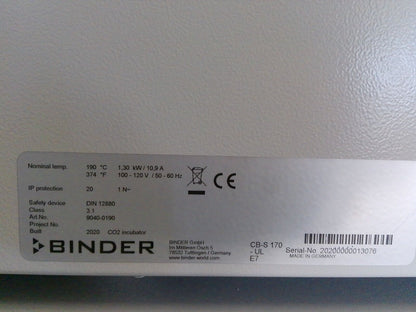 Nominal temp. 190 °C 1,30 kW / 10,9 A
374 °F 100 - 120 V / 50 - 60 Hz
IP protection 20 1 N~
Safety device DIN 12880
Class 3.1
Art.No. 9040-0190
Project No.
Built 2020 CO2 incubator
BINDER
BINDER GmbH
Im Mittleren Ösch 5
78532 Tuttlingen / Germany
www.binder-world.com
CE
CB-S 170
- UL
E7
Serial-No. 20200000013076
MADE IN GERMANY